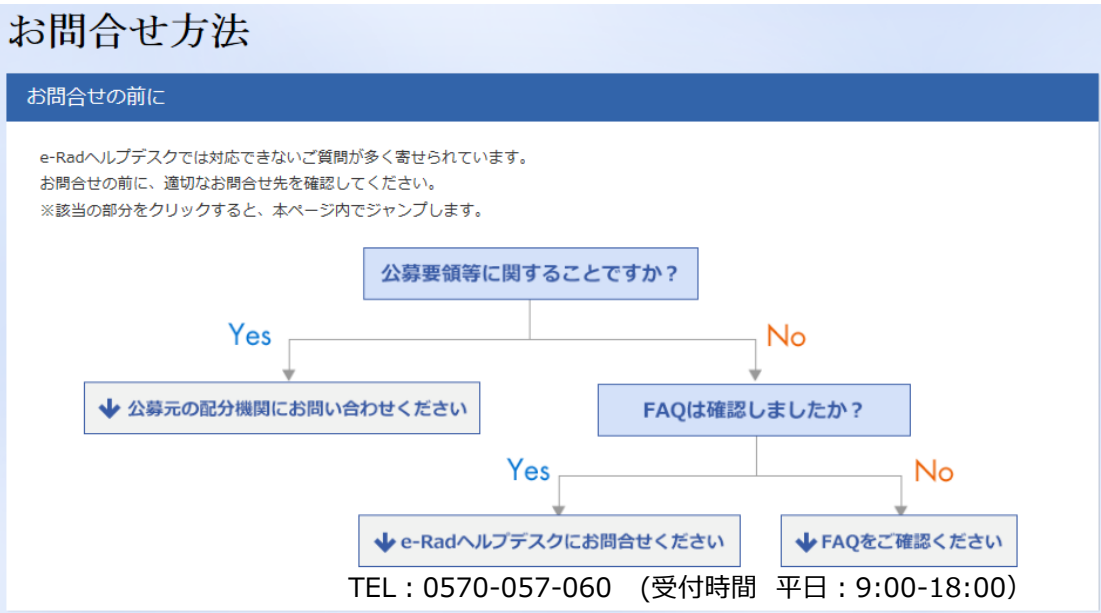 お問合せ方法
お問合せの前に
e-Radヘルプデスクでは対応できないご質問が多く寄せられています。
お問合せの前に、適切なお問合せ先を確認してください。
※該当の部分をクリックすると、本ページ内でジャンプします。
公募要領等に関することですか？
Yes
No
↓ 公募元の配分機関にお問い合わせください
FAQは確認しましたか？
Yes
No
↓ e-Radヘルプデスクにお問合せください
↓ FAQをご確認ください
TEL：0570-057-060 (受付時間 平日：9:00-18:00）